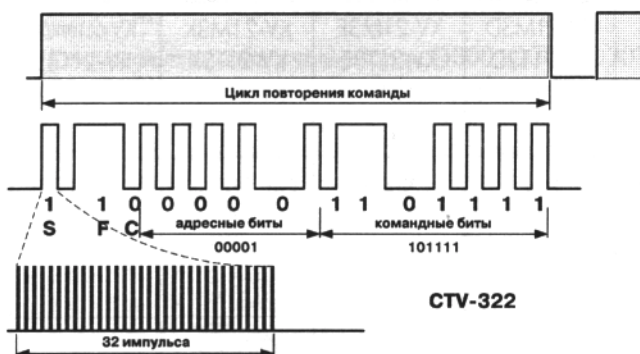 Цикл повторения команды
1 1 0 0 0 0 0 1 1 0 1 1 1 1
S F C адресные биты командные биты
00001 101111
CTV-322
32 импульса